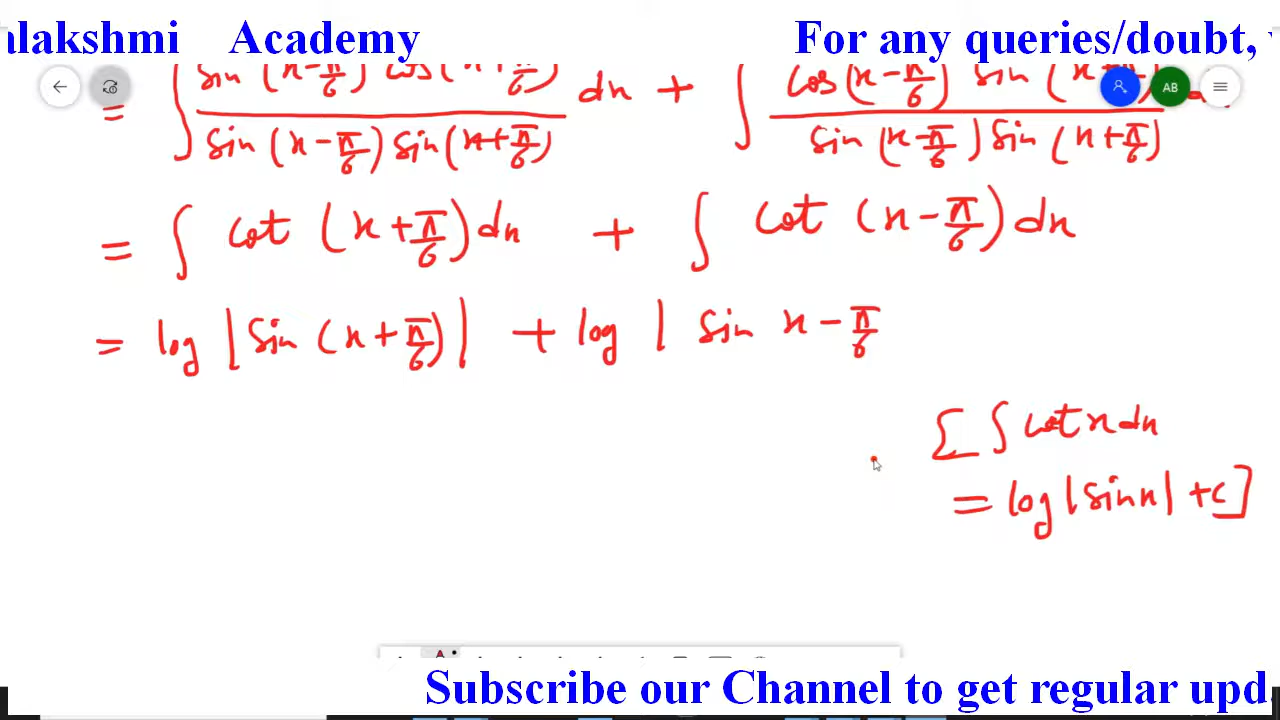 alakshmi Academy For any queries/doubt,
= ∫ sin (x-π/6) cos(x+π/6) / sin (x-π/6) sin(x+π/6) dx + ∫ cos(x-π/6) sin (x+π/6) / sin (x-π/6) sin(x+π/6)
AB
= ∫ cot (x+π/6) dx + ∫ cot (x-π/6) dx
= log |sin (x+π/6)| + log | sin x - π/6
[ ∫ cot x dx
= log |sin x| + c ]
Subscribe our Channel to get regular upd